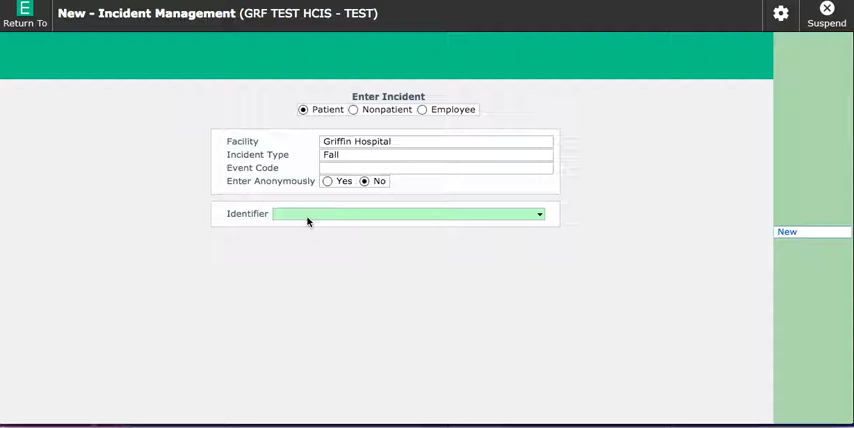 E
Return To
New - Incident Management (GRF TEST HCIS - TEST)
Suspend
Enter Incident
Patient Nonpatient Employee
Facility Griffin Hospital
Incident Type Fall
Event Code
Enter Anonymously Yes No
Identifier
New